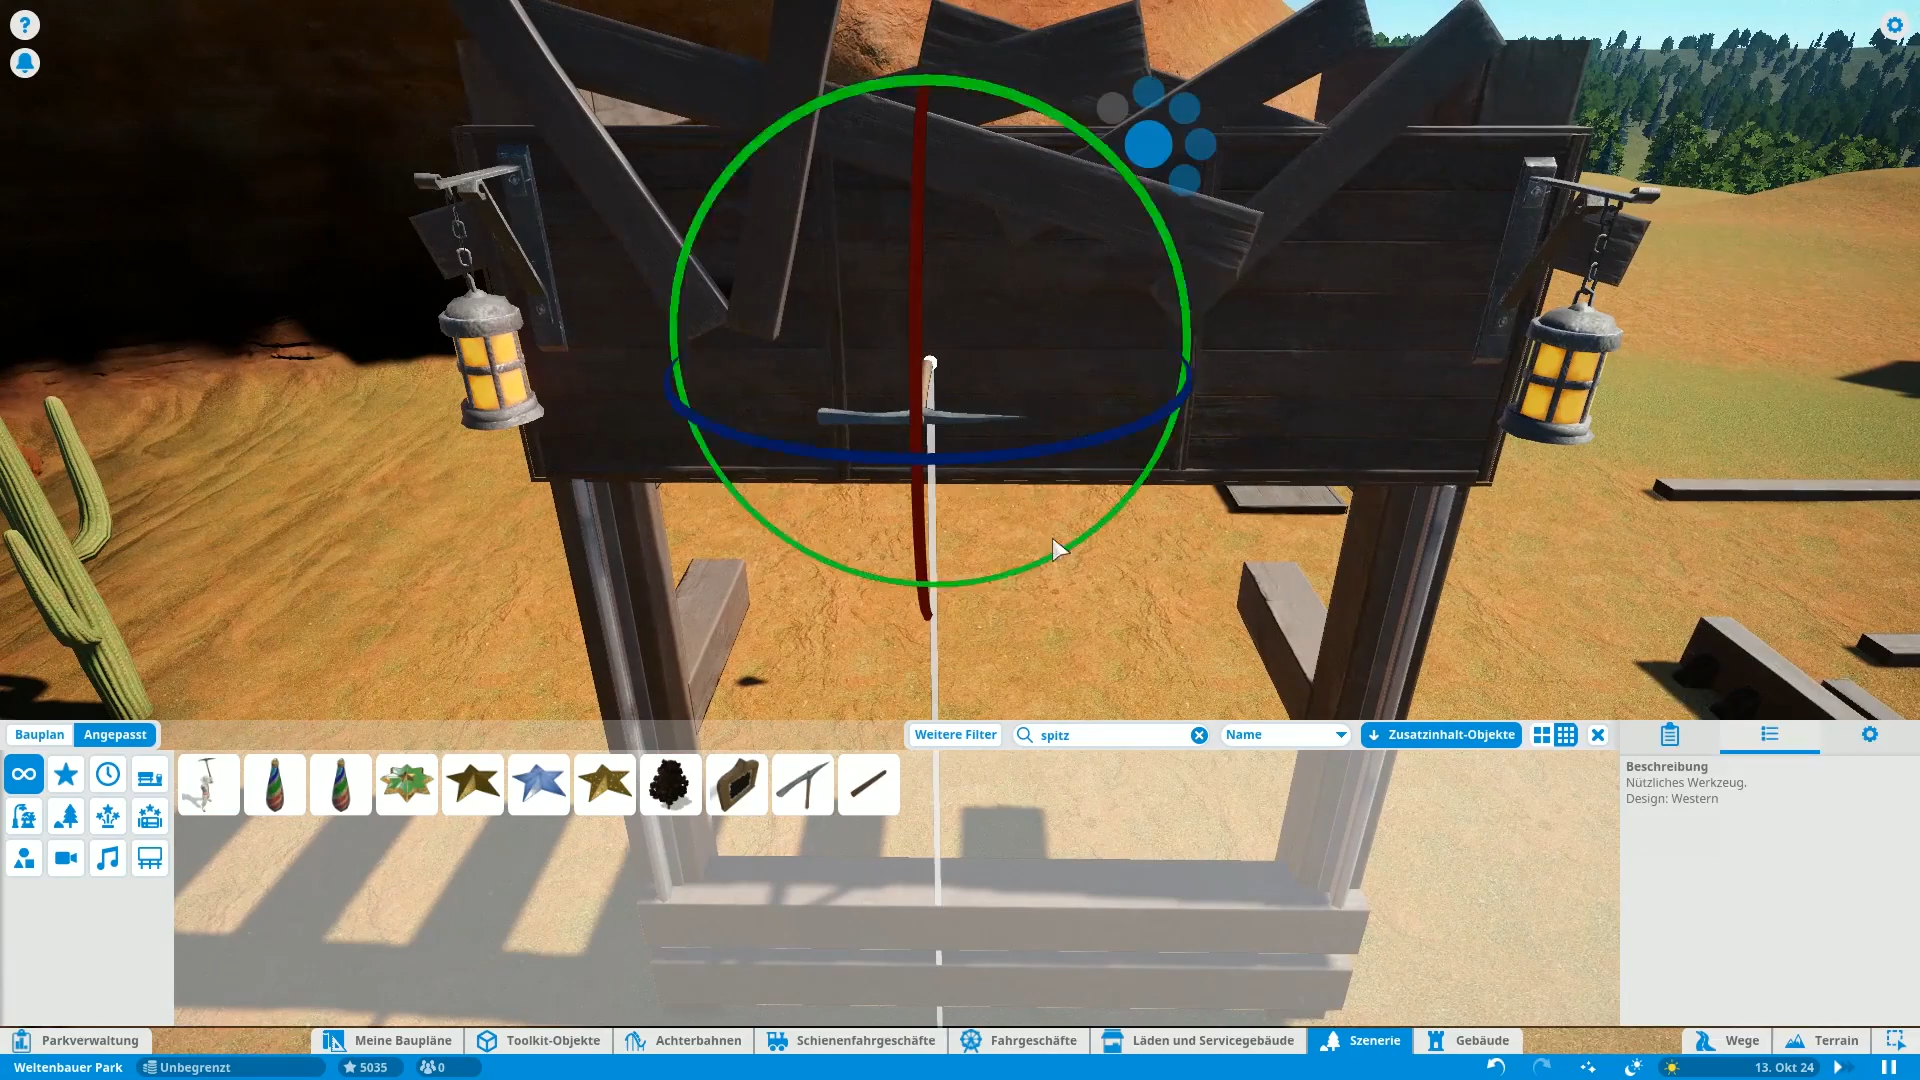 Bauplan
Angepasst
Weitere Filter
spitz
Name
Zusatzinhalt-Objekte
Beschreibung
Nützliches Werkzeug.
Design: Western
Parkverwaltung
Meine Baupläne
Toolkit-Objekte
Achterbahnen
Schienenfahrgeschäfte
Fahrgeschäfte
Läden und Servicegebäude
Szenerie
Gebäude
Wege
Terrain
Weltenbauer Park
Unbegrenzt
5035
0
13. Okt 24